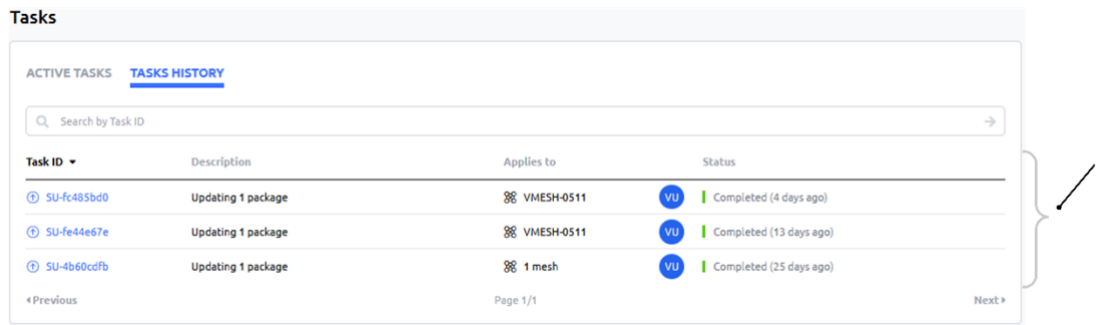 Tasks
ACTIVE TASKS TASKS HISTORY
Search by Task ID
Task ID Description Applies to Status
SU-fc485bd0 Updating 1 package VMESH-0511 VU Completed (4 days ago)
SU-fe44e67e Updating 1 package VMESH-0511 VU Completed (13 days ago)
SU-4b60cdfb Updating 1 package 1 mesh VU Completed (25 days ago)
Previous Page 1/1 Next